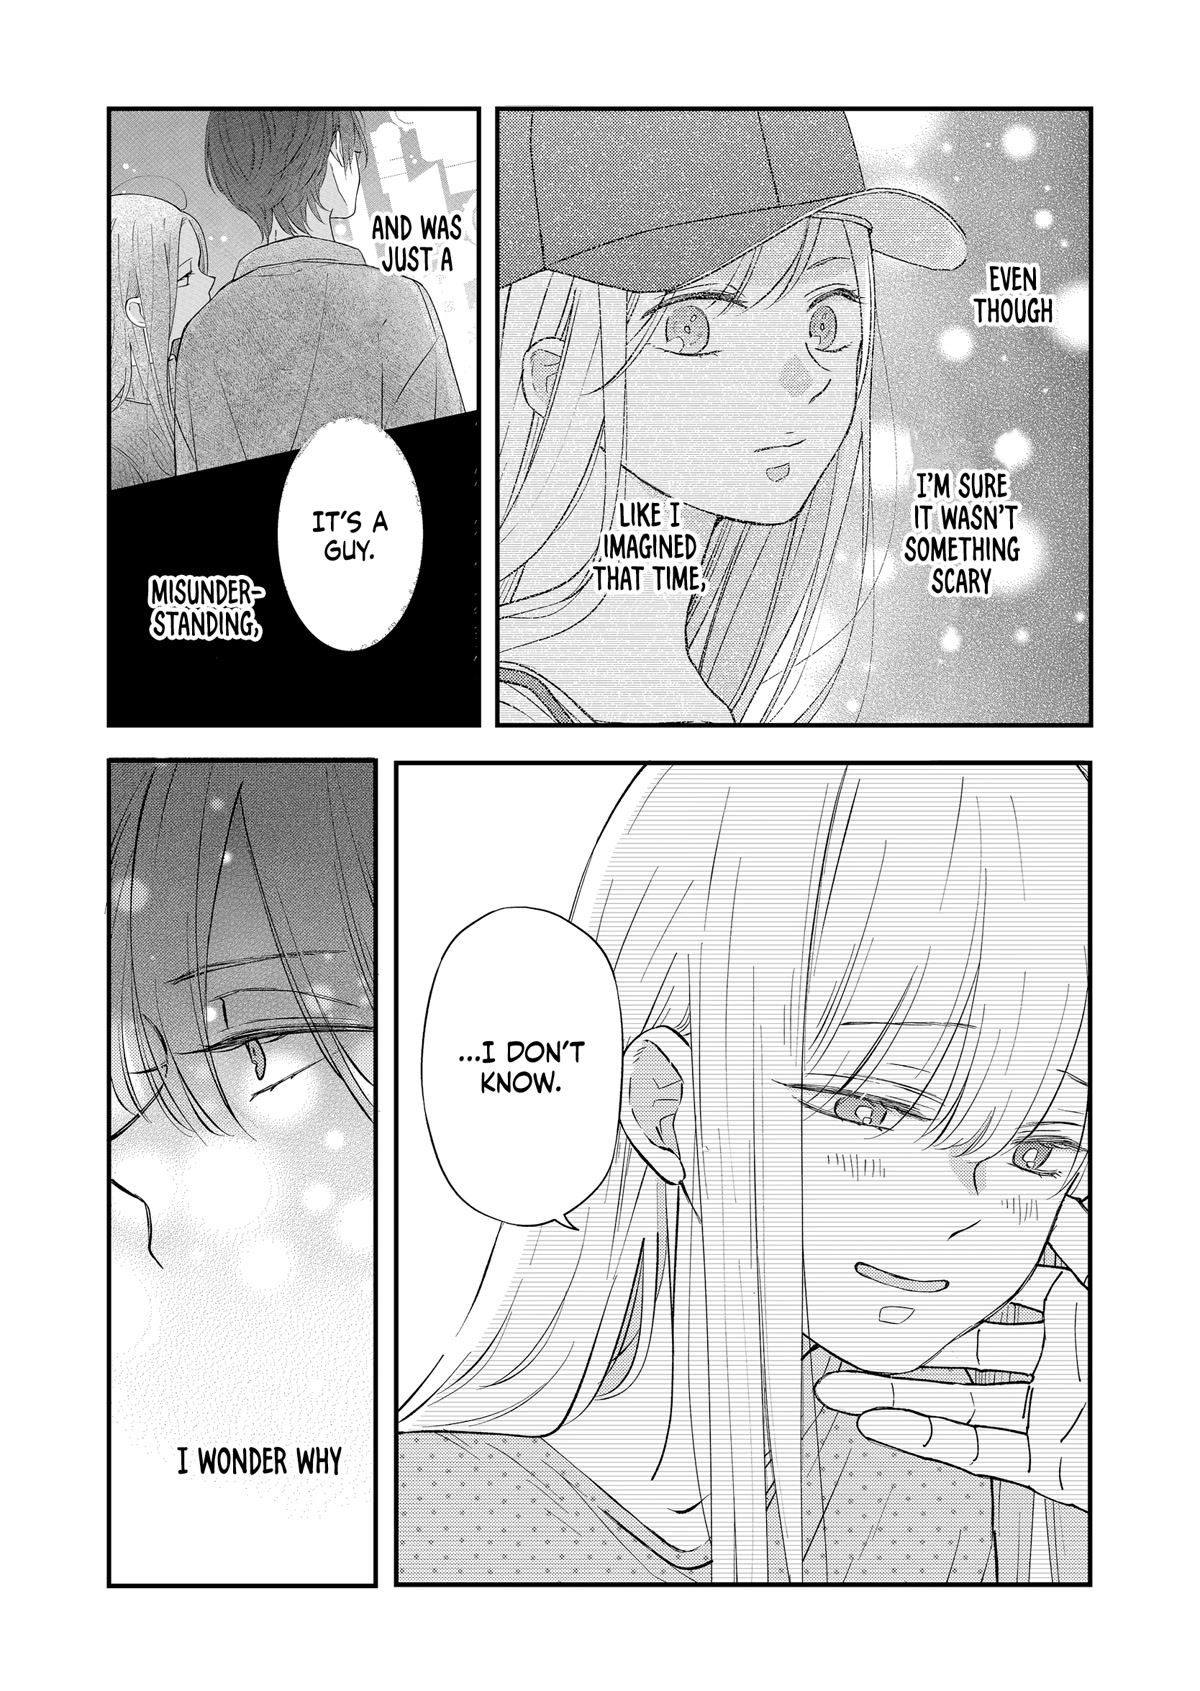 EVEN
THOUGH
I'M SURE
IT WASN'T
SOMETHING
SCARY
LIKE I
IMAGINED
THAT TIME,
AND WAS
JUST A
IT'S A
GUY.
MISUNDER-
STANDING,
...I DON'T
KNOW.
I WONDER WHY